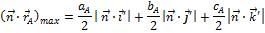 (n⃗·r⃗_A)_max = a_A/2 | n⃗·i⃗′| + b_A/2 |n⃗·j⃗′| + c_A/2 |n⃗·k⃗′|